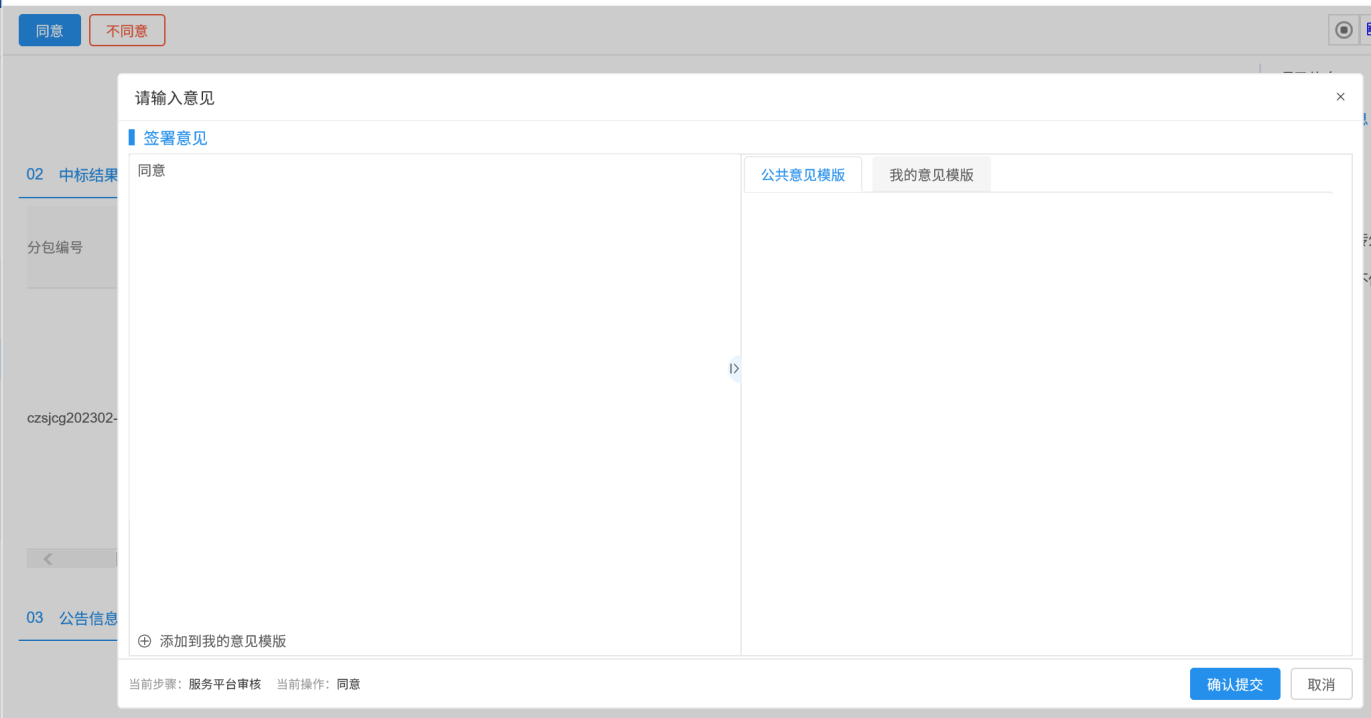 同意 不同意
请输入意见
签署意见
同意
公共意见模版 我的意见模版
02 中标结果
分包编号
czsjcg202302-
03 公告信息
添加到我的意见模版
当前步骤：服务平台审核 当前操作：同意
确认提交 取消